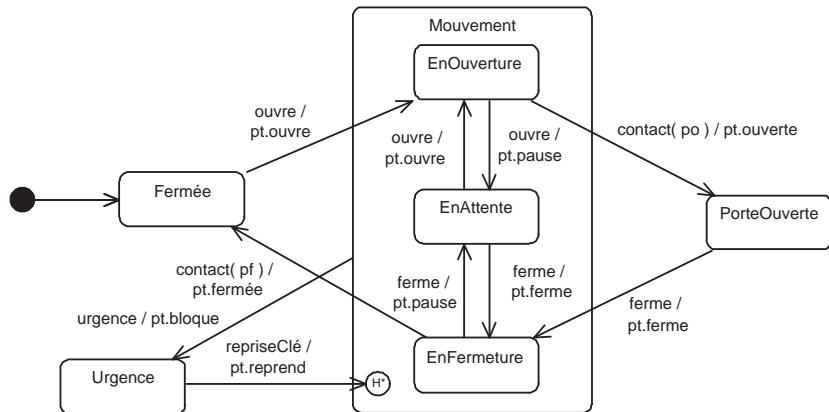 Mouvement
EnOuverture
ouvre /
pt.ouvre
ouvre /
pt.ouvre
ouvre /
pt.pause
contact( po ) / pt.ouverte
Fermée
EnAttente
PorteOuverte
contact( pf ) /
pt.fermée
ferme /
pt.pause
ferme /
pt.ferme
ferme /
pt.ferme
urgence / pt.bloque
Urgence
repriseClé /
pt.reprend
H*
EnFermeture